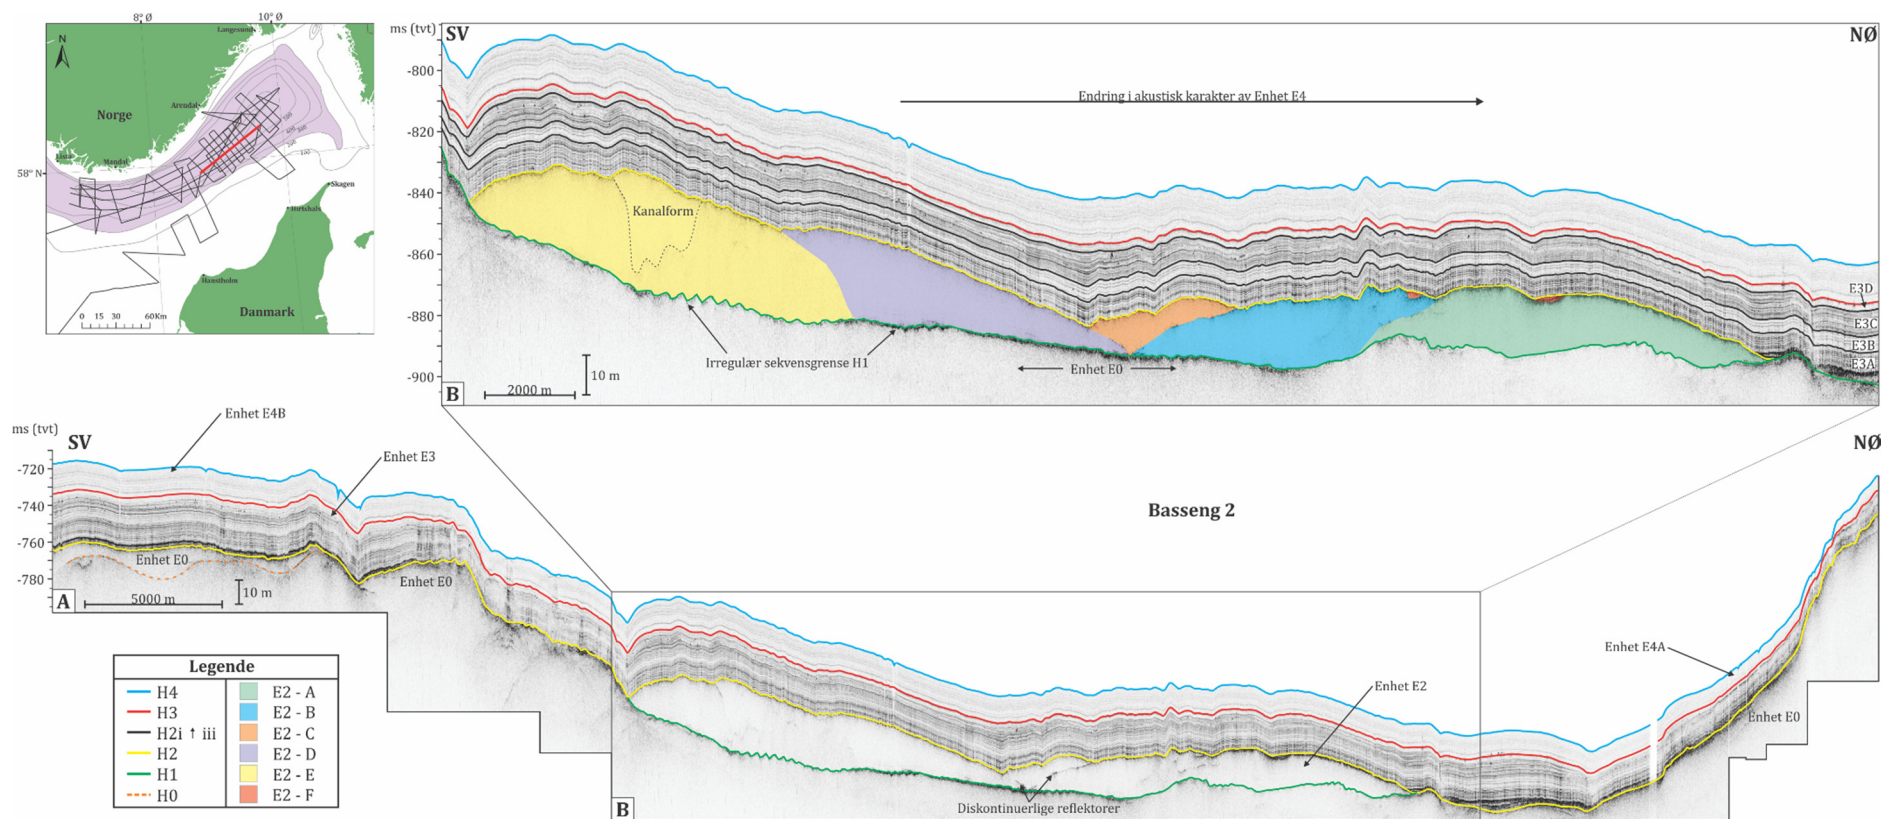 8° Ø
10° Ø
Langesund
N
Arendal
Norge
Lista
Mandal
58° N
Skagen
Hirtshals
Hanstholm
Danmark
0 15 30 60Km
ms (tvt)
SV
NØ
-800
-820
-840
-860
-880
-900
Endring i akustisk karakter av Enhet E4
Kanalform
Irregulær sekvensgrense H1
Enhet E0
E3D
E3C
E3B
E3A
B
2000 m
10 m
Enhet E4B
ms (tvt)
SV
NØ
Enhet E3
-720
-740
-760
-780
Basseng 2
Enhet E0
Enhet E0
A
5000 m
10 m
Enhet E4A
Enhet E2
Enhet E0
Legende
H4
E2 - A
H3
E2 - B
H2i ↑ iii
E2 - C
H2
E2 - D
H1
E2 - E
H0
E2 - F
B
Diskontinuerlige reflektorer